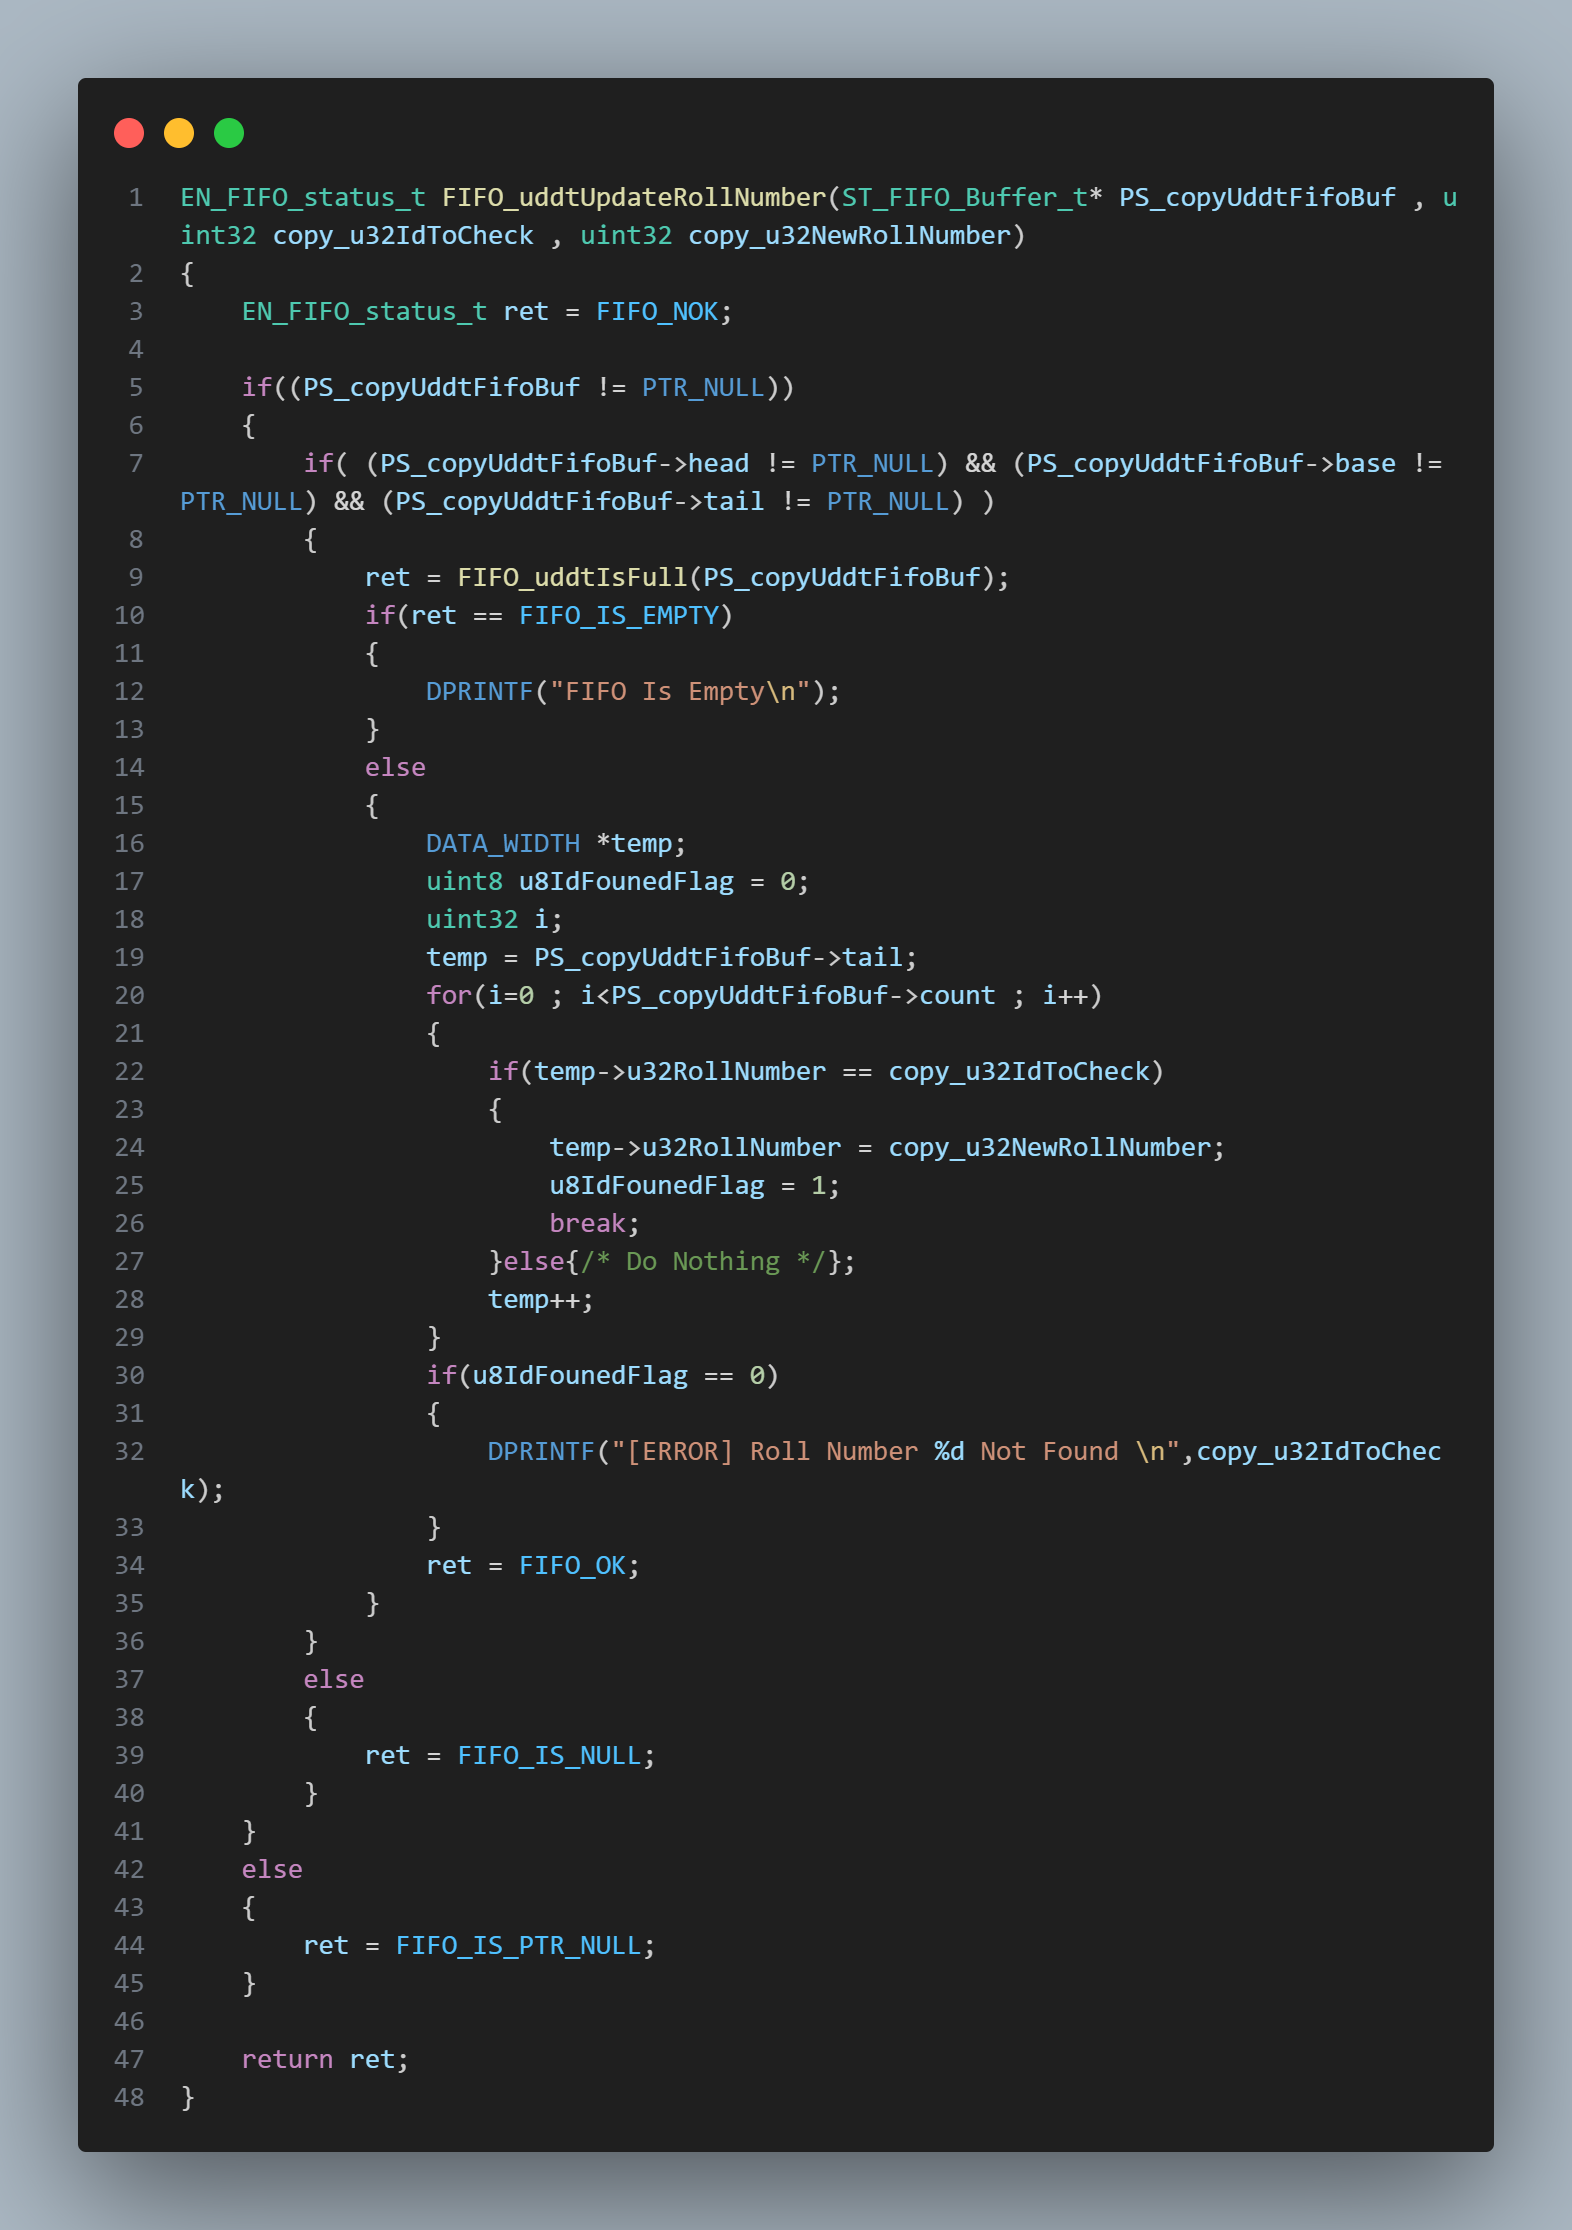 1 EN_FIFO_status_t FIFO_uddtUpdateRollNumber(ST_FIFO_Buffer_t* PS_copyUddtFifoBuf , u
int32 copy_u32IdToCheck , uint32 copy_u32NewRollNumber)
2 {
3     EN_FIFO_status_t ret = FIFO_NOK;
4
5     if((PS_copyUddtFifoBuf != PTR_NULL))
6     {
7         if( (PS_copyUddtFifoBuf->head != PTR_NULL) && (PS_copyUddtFifoBuf->base !=
PTR_NULL) && (PS_copyUddtFifoBuf->tail != PTR_NULL) )
8         {
9             ret = FIFO_uddtIsFull(PS_copyUddtFifoBuf);
10             if(ret == FIFO_IS_EMPTY)
11             {
12                 DPRINTF("FIFO Is Empty\n");
13             }
14             else
15             {
16                 DATA_WIDTH *temp;
17                 uint8 u8IdFounedFlag = 0;
18                 uint32 i;
19                 temp = PS_copyUddtFifoBuf->tail;
20                 for(i=0 ; i<PS_copyUddtFifoBuf->count ; i++)
21                 {
22                     if(temp->u32RollNumber == copy_u32IdToCheck)
23                     {
24                         temp->u32RollNumber = copy_u32NewRollNumber;
25                         u8IdFounedFlag = 1;
26                         break;
27                     }else{/* Do Nothing */};
28                     temp++;
29                 }
30                 if(u8IdFounedFlag == 0)
31                 {
32                     DPRINTF("[ERROR] Roll Number %d Not Found \n",copy_u32IdToChec
k);
33                 }
34                 ret = FIFO_OK;
35             }
36         }
37         else
38         {
39             ret = FIFO_IS_NULL;
40         }
41     }
42     else
43     {
44         ret = FIFO_IS_PTR_NULL;
45     }
46
47     return ret;
48 }